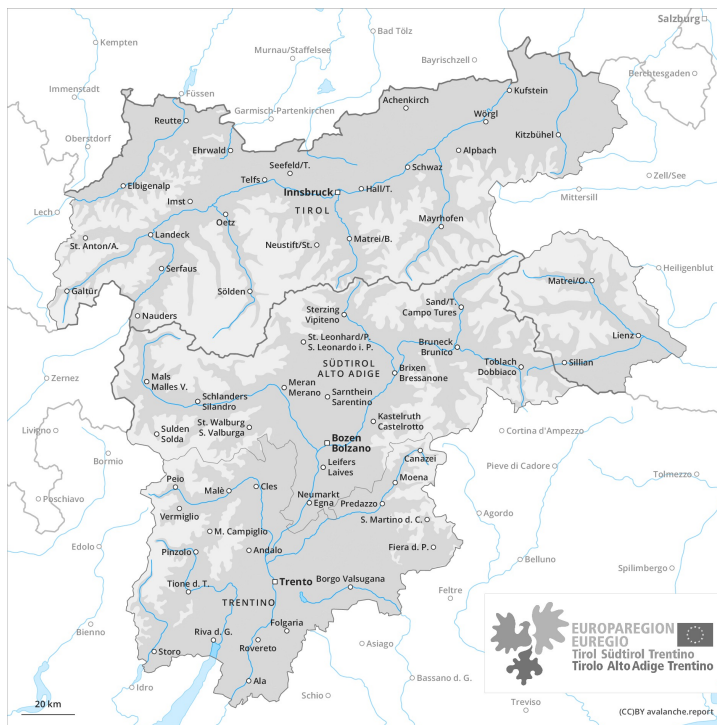 Salzburg
Kempten
Bad Tölz
Murnau/Staffelsee
Bayrischzell
Berchtesgaden
Immenstadt
Füssen
Garmisch-Partenkirchen
Achenkirch
Kufstein
Reutte
Wörgl
Oberstdorf
Ehrwald
Kitzbühel
Seefeld/T.
Alpbach
Telfs
Schwaz
Zell/See
Elbigenalp
Innsbruck
Hall/T.
Mittersill
Imst
TIROL
Lech
Oetz
Mayrhofen
St. Anton/A.
Landeck
Neustift/St.
Matrei/B.
Serfaus
Heiligenblut
Galtür
Sölden
Matrei/O.
Nauders
Sand/T.
Campo Tures
Sterzing
Vipiteno
St. Leonhard/P.
S. Leonardo i. P.
Bruneck
Brunico
Lienz
Toblach
Dobbiaco
Sillian
SÜDTIROL
ALTO ADIGE
Brixen
Bressanone
Zernez
Mals
Malles V.
Meran
Merano
Sarnthein
Sarentino
Schlanders
Silandro
Kastelruth
Castelrotto
St. Walburg
S. Valburga
Livigno
Sulden
Solda
Cortina d'Ampezzo
Bozen
Bolzano
Bormio
Canazei
Pieve di Cadore
Leifers
Laives
Tolmezzo
Peio
Malè
Cles
Moena
Poschiavo
Neumarkt
Egna
Predazzo
Vermiglio
S. Martino d. C.
Agordo
M. Campiglio
Edolo
Pinzolo
Andalo
Fiera d. P.
Belluno
Spilimbergo
Tione d. T.
Trento
Borgo Valsugana
Feltre
TRENTINO
Folgaria
Bienno
Riva d. G.
Rovereto
Asiago
Storo
Ala
Bassano d. G.
Idro
Schio
Treviso
EUROPAREGION
EUREGIO
Tirol Südtirol Trentino
Tirolo Alto Adige Trentino
20 km
(CC)BY avalanche.report